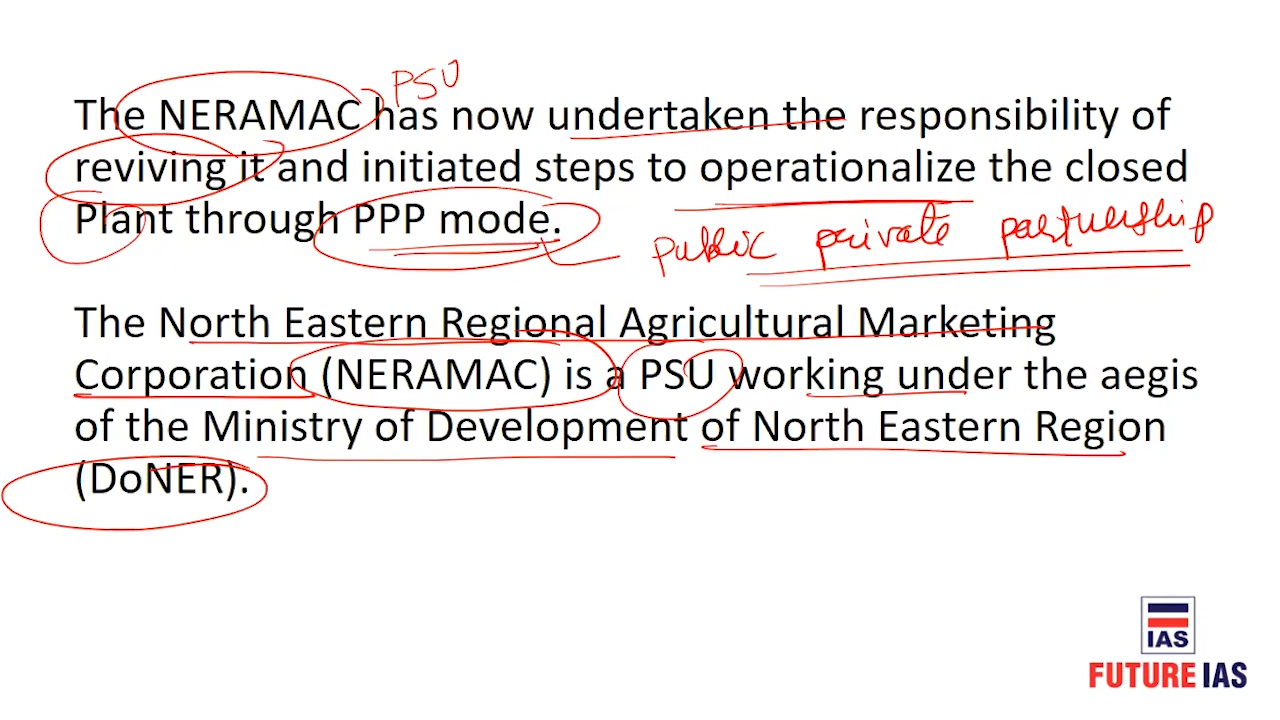 PSU
The NERAMAC has now undertaken the responsibility of
reviving it and initiated steps to operationalize the closed
Plant through PPP mode.
public private partnership
The North Eastern Regional Agricultural Marketing
Corporation (NERAMAC) is a PSU working under the aegis
of the Ministry of Development of North Eastern Region
(DoNER).
IAS
FUTURE IAS